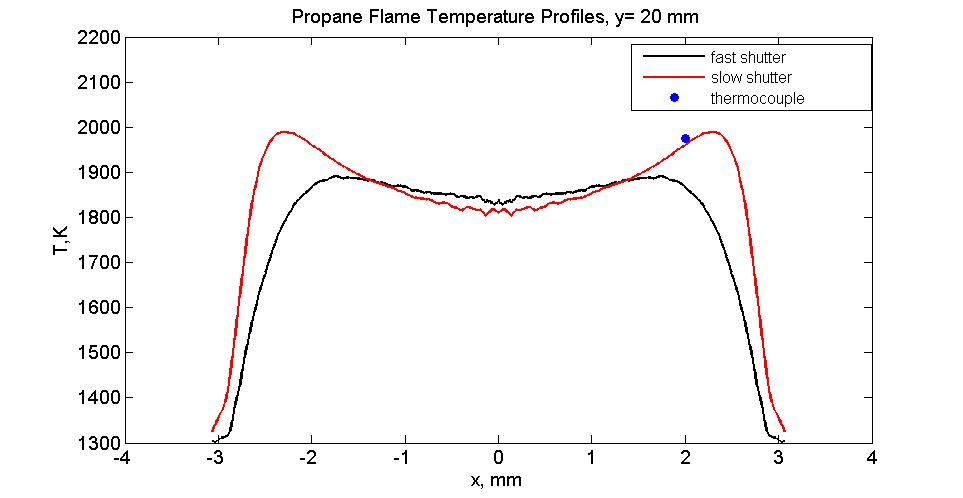 Propane Flame Temperature Profiles, y= 20 mm
2200
2100
2000
1900
1800
1700
1600
1500
1400
1300
T,K
fast shutter
slow shutter
thermocouple
-4 -3 -2 -1 0 1 2 3 4
x, mm